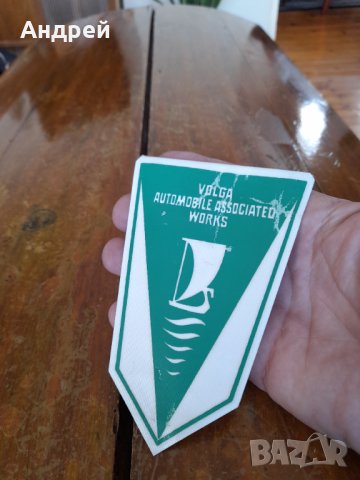 Андрей
VOLGA
AUTOMOBILE ASSOCIATED
WORKS
BAZAR